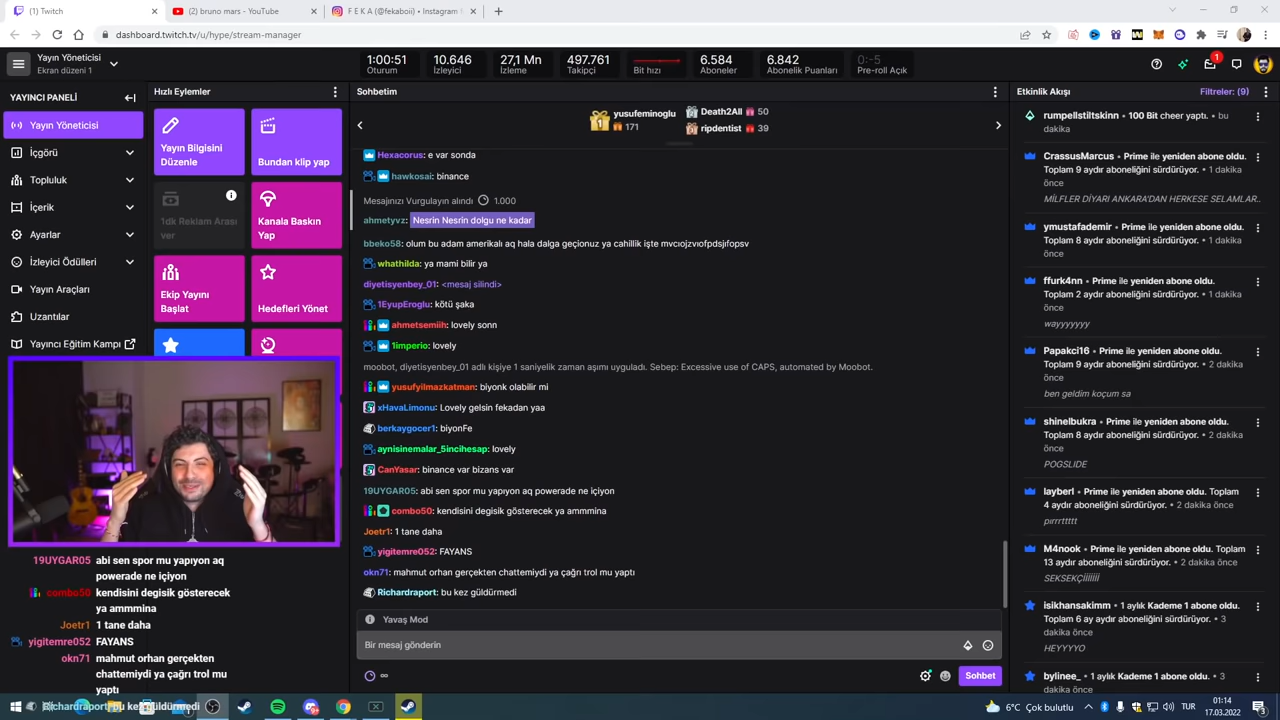 (1) Twitch
(2) bruno mars - YouTube
F E K A (@fekaboii) • Instagram
dashboard.twitch.tv/u/hype/stream-manager
Yayın Yöneticisi
Ekran düzeni 1
1:00:51
Oturum
10.646
İzleyici
27,1 Mn
İzleme
497.761
Takipçi
Bit hızı
6.584
Aboneler
6.842
Abonelik Puanları
0:-5
Pre-roll Açık
1
YAYINCI PANELİ
Yayın Yöneticisi
İçgörü
Topluluk
İçerik
Ayarlar
İzleyici Ödülleri
Yayın Araçları
Uzantılar
Yayıncı Eğitim Kampı
Hızlı Eylemler
Yayın Bilgisini
Düzenle
Bundan klip yap
1dk Reklam Arası
ver
Kanala Baskın
Yap
Ekip Yayını
Başlat
Hedefleri Yönet
19UYGAR05 abi sen spor mu yapıyon aq
powerade ne içiyon
combo50 kendisini degisik gösterecek
ya ammmina
Joetr1 1 tane daha
yigitemre052 FAYANS
okn71 mahmut orhan gerçekten
chattemiydi ya çağrı trol mu
yaptı
Richardraport bu kez güldürmedi
Sohbetim
1 yusufeminoglu
171
Death2All 50
ripdentist 39
Hexacorus: e var sonda
hawkosai: binance
Mesajınızı Vurgulayın alındı 1.000
ahmetyvz: Nesrin Nesrin dolgu ne kadar
bbeko58: olum bu adam amerikalı aq hala dalga geçionuz ya cahillik işte mvcıojzvıofpdsjıfopsv
whathilda: ya mami bilir ya
diyetisyenbey_01: <mesaj silindi>
1EyupEroglu: kötü şaka
ahmetsemiih: lovely sonn
1imperio: lovely
moobot, diyetisyenbey_01 adlı kişiye 1 saniyelik zaman aşımı uyguladı. Sebep: Excessive use of CAPS, automated by Moobot.
yusufyilmazkatman: biyonk olabilir mi
xHavaLimonu: Lovely gelsin fekadan yaa
berkaygocer1: biyonFe
aynisinemalar_5incihesap: lovely
CanYasar: binance var bizans var
19UYGAR05: abi sen spor mu yapıyon aq powerade ne içiyon
combo50: kendisini degisik gösterecek ya ammmina
Joetr1: 1 tane daha
yigitemre052: FAYANS
okn71: mahmut orhan gerçekten chattemiydi ya çağrı trol mu yaptı
Richardraport: bu kez güldürmedi
Yavaş Mod
Bir mesaj gönderin
∞
Sohbet
Etkinlik Akışı
Filtreler: (9)
rumpellstiltskinn • 100 Bit cheer yaptı. • bu
dakika
CrassusMarcus • Prime ile yeniden abone oldu.
Toplam 9 aydır aboneliğini sürdürüyor. • 1 dakika
önce
MİLFLER DİYARI ANKARA'DAN HERKESE SELAMLAR..
ymustafademir • Prime ile yeniden abone oldu.
Toplam 8 aydır aboneliğini sürdürüyor. • 1 dakika
önce
ffurk4nn • Prime ile yeniden abone oldu.
Toplam 2 aydır aboneliğini sürdürüyor. • 1 dakika
önce
wayyyyyyy
Papakci16 • Prime ile yeniden abone oldu.
Toplam 9 aydır aboneliğini sürdürüyor. • 2 dakika
önce
ben geldim koçum sa
shinelbukra • Prime ile yeniden abone oldu.
Toplam 8 aydır aboneliğini sürdürüyor. • 2 dakika
önce
POGSLIDE
layberl • Prime ile yeniden abone oldu. Toplam
4 aydır aboneliğini sürdürüyor. • 2 dakika önce
pırrrttttt
M4nook • Prime ile yeniden abone oldu. Toplam
13 aydır aboneliğini sürdürüyor. • 2 dakika önce
SEKSEKÇİİİİİİİ
isikhansakimm • 1 aylık Kademe 1 abone oldu.
Toplam 6 ay aydır aboneliğini sürdürüyor. • 3
dakika önce
HEYYYYO
bylinee_ • 1 aylık Kademe 1 abone oldu. • 3
dakika önce
6°C Çok bulutlu
TUR
01:14
17.03.2022
3